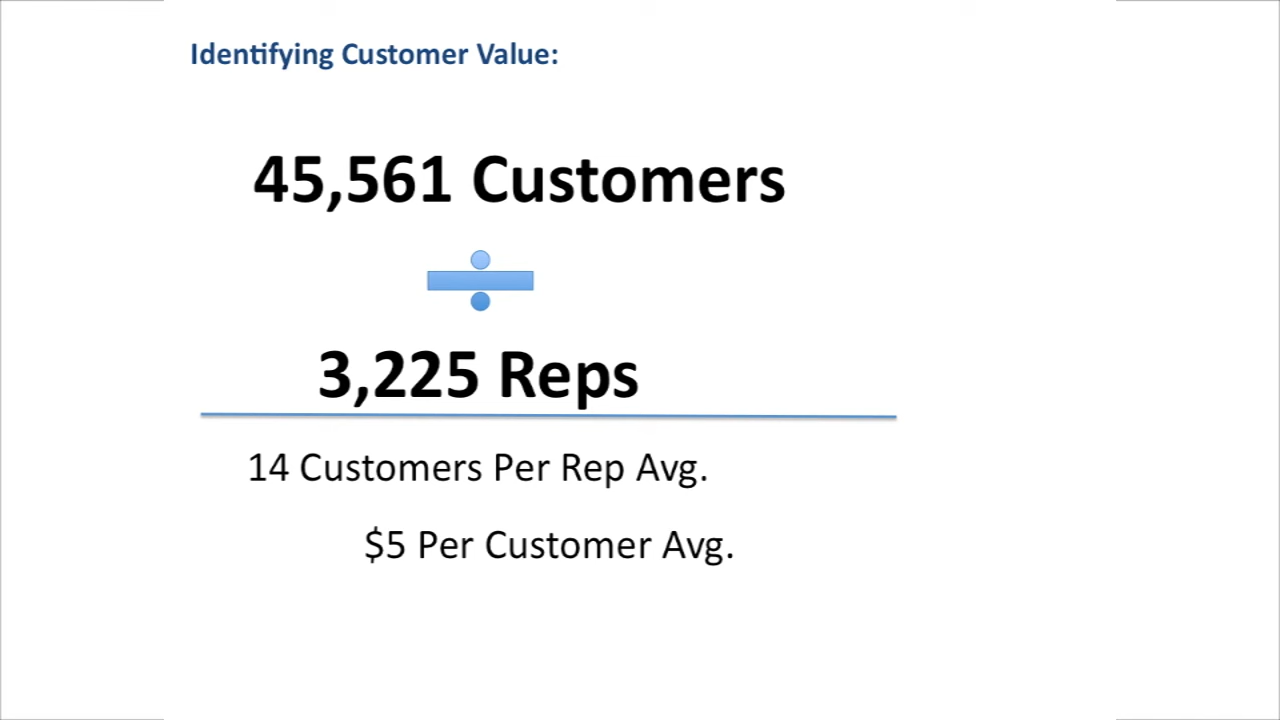 Identifying Customer Value:
45,561 Customers
÷
3,225 Reps
14 Customers Per Rep Avg.
$5 Per Customer Avg.